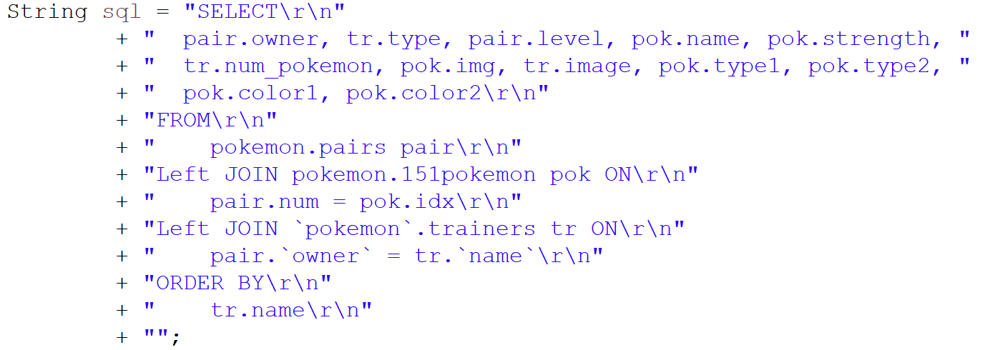 String sql = "SELECT\r\n"
+ "  pair.owner, tr.type, pair.level, pok.name, pok.strength, "
+ "  tr.num_pokemon, pok.img, tr.image, pok.type1, pok.type2, "
+ "  pok.color1, pok.color2\r\n"
+ "FROM\r\n"
+ "    pokemon.pairs pair\r\n"
+ "Left JOIN pokemon.151pokemon pok ON\r\n"
+ "    pair.num = pok.idx\r\n"
+ "Left JOIN `pokemon`.trainers tr ON\r\n"
+ "    pair.`owner` = tr.`name`\r\n"
+ "ORDER BY\r\n"
+ "    tr.name\r\n"
+ "";